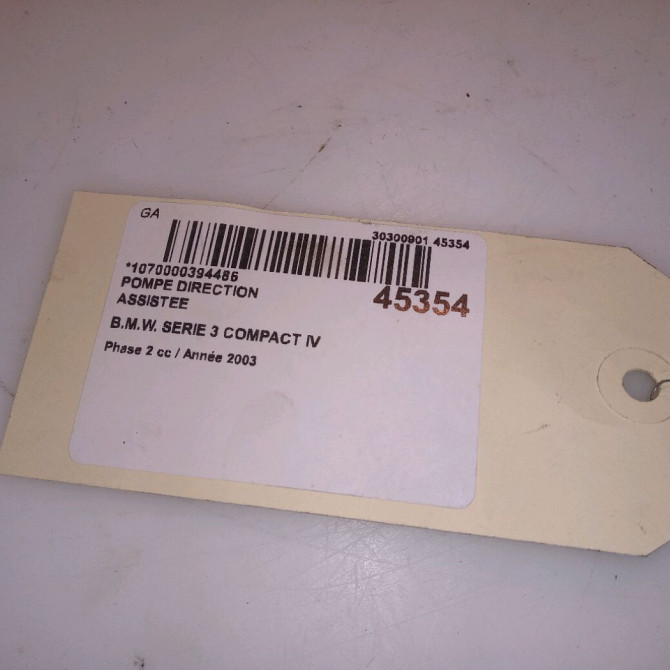 GA
30300901 45354
*1070000394486
45354
POMPE DIRECTION
ASSISTEE
B.M.W. SERIE 3 COMPACT IV
Phase 2 cc / Année 2003